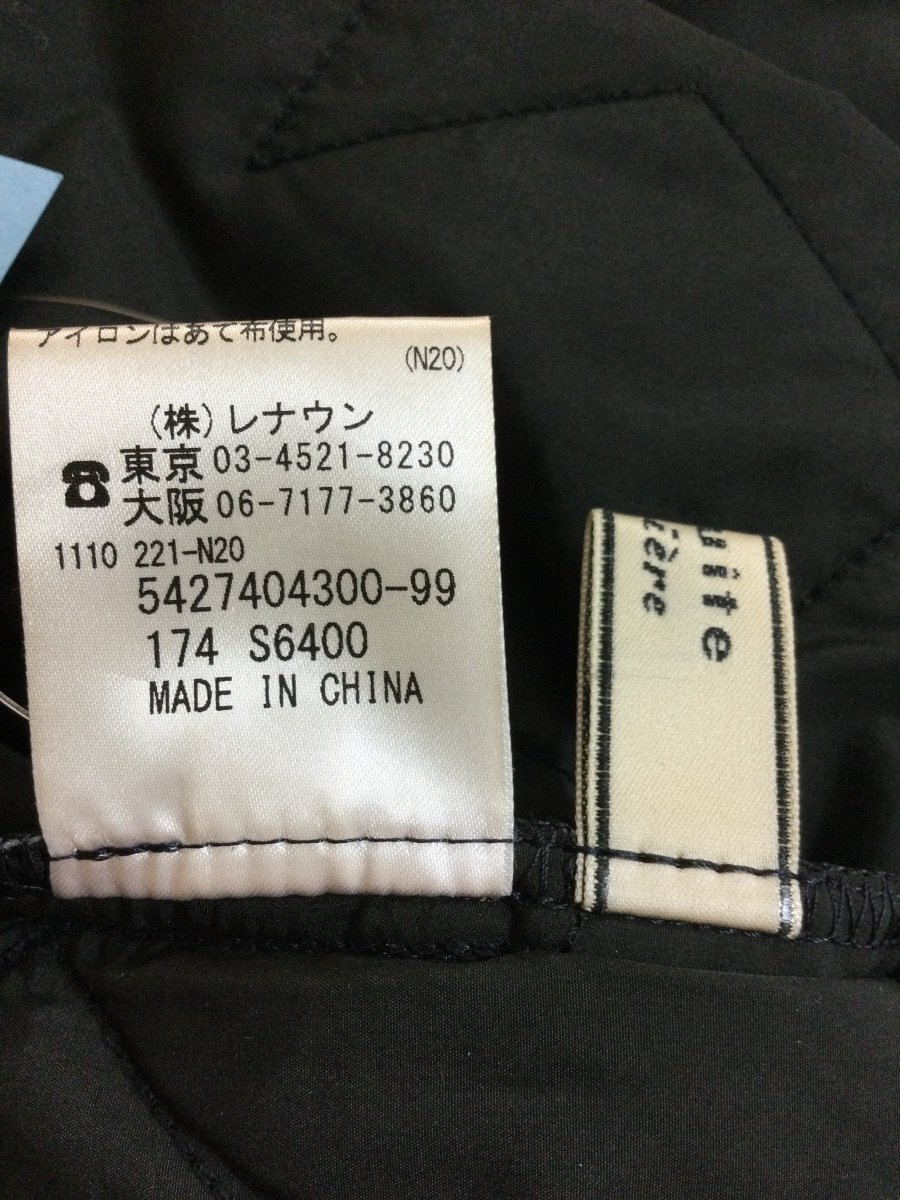 アイロンはあて布使用。
(N20)
(株)レナウン
☎東京03-4521-8230
大阪06-7177-3860
1110 221-N20
5427404300-99
174 S6400
MADE IN CHINA